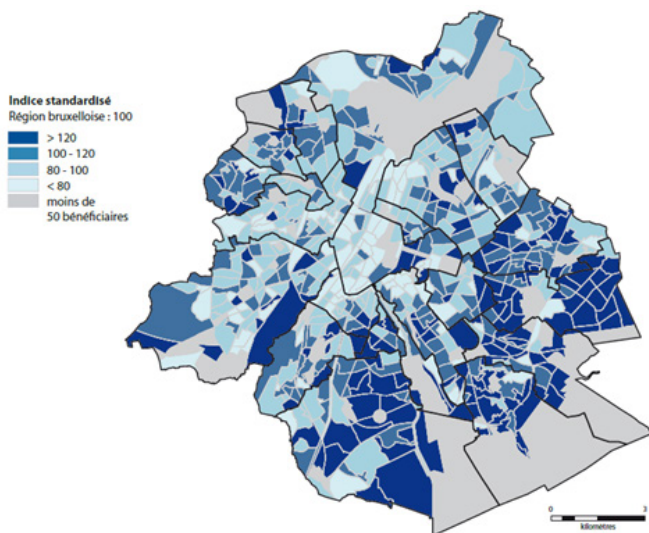 Indice standardisé
Région bruxelloise : 100
> 120
100 - 120
80 - 100
< 80
moins de
50 bénéficiaires
0 3
kilomètres